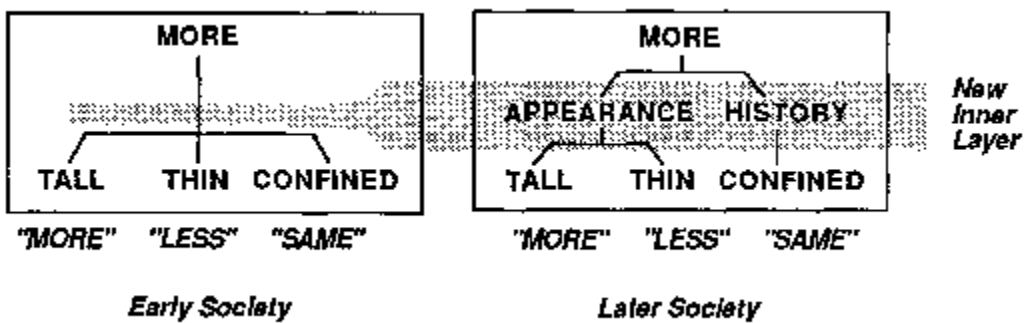 MORE
TALL THIN CONFINED
"MORE" "LESS" "SAME"
Early Society
MORE
APPEARANCE HISTORY
TALL THIN CONFINED
"MORE" "LESS" "SAME"
Later Society
New
Inner
Layer